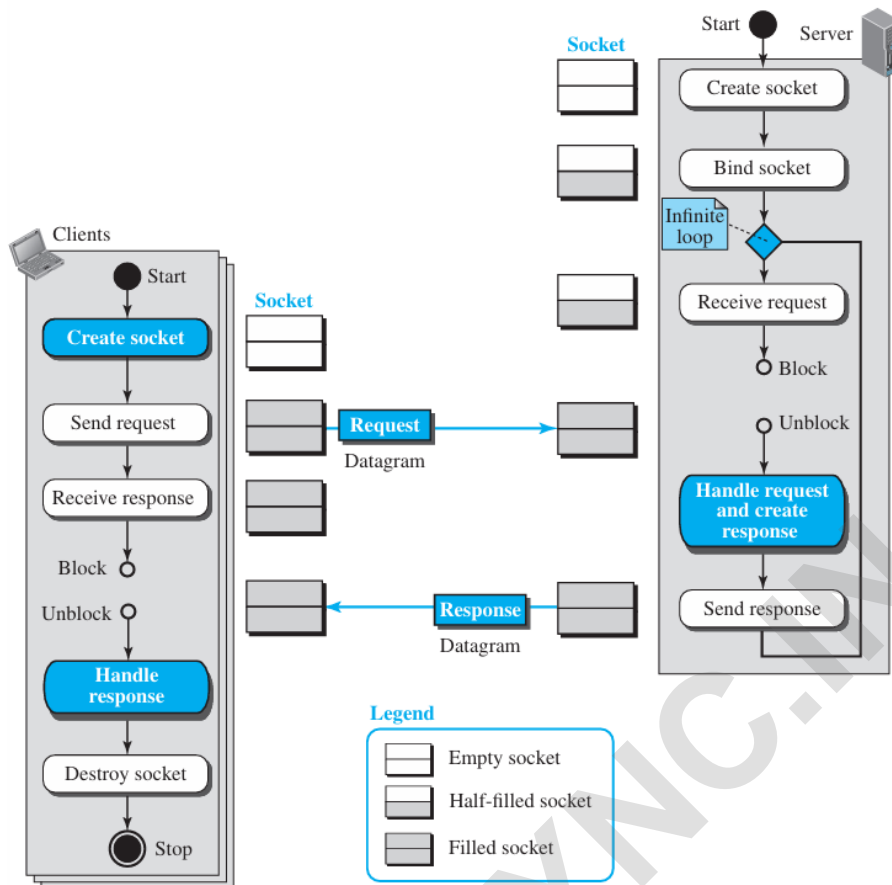 Start
Server
Socket
Create socket
Bind socket
Infinite
loop
Receive request
Block
Unblock
Handle request
and create
response
Send response
Clients
Start
Socket
Create socket
Send request
Request
Datagram
Receive response
Block
Unblock
Response
Datagram
Handle
response
Destroy socket
Stop
Legend
Empty socket
Half-filled socket
Filled socket
YNC.IN